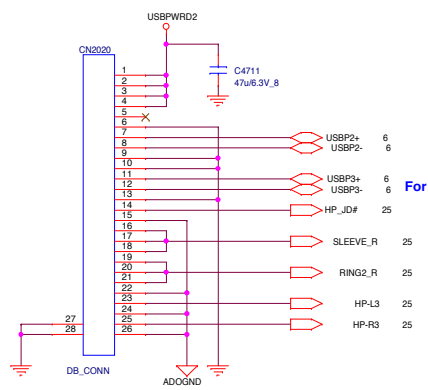 USBPWRD2
CN2020
C4711
47u/6.3V_8
1
2
3
4
5
6
7 USBP2+ 6
8 USBP2- 6
9
10
11 USBP3+ 6
12 USBP3- 6
For
13
14 HP_JD# 25
15
16
17 SLEEVE_R 25
18
19
20 RING2_R 25
21
22
23 HP-L3 25
24
27 25 HP-R3 25
28 26
DB_CONN
ADOGND